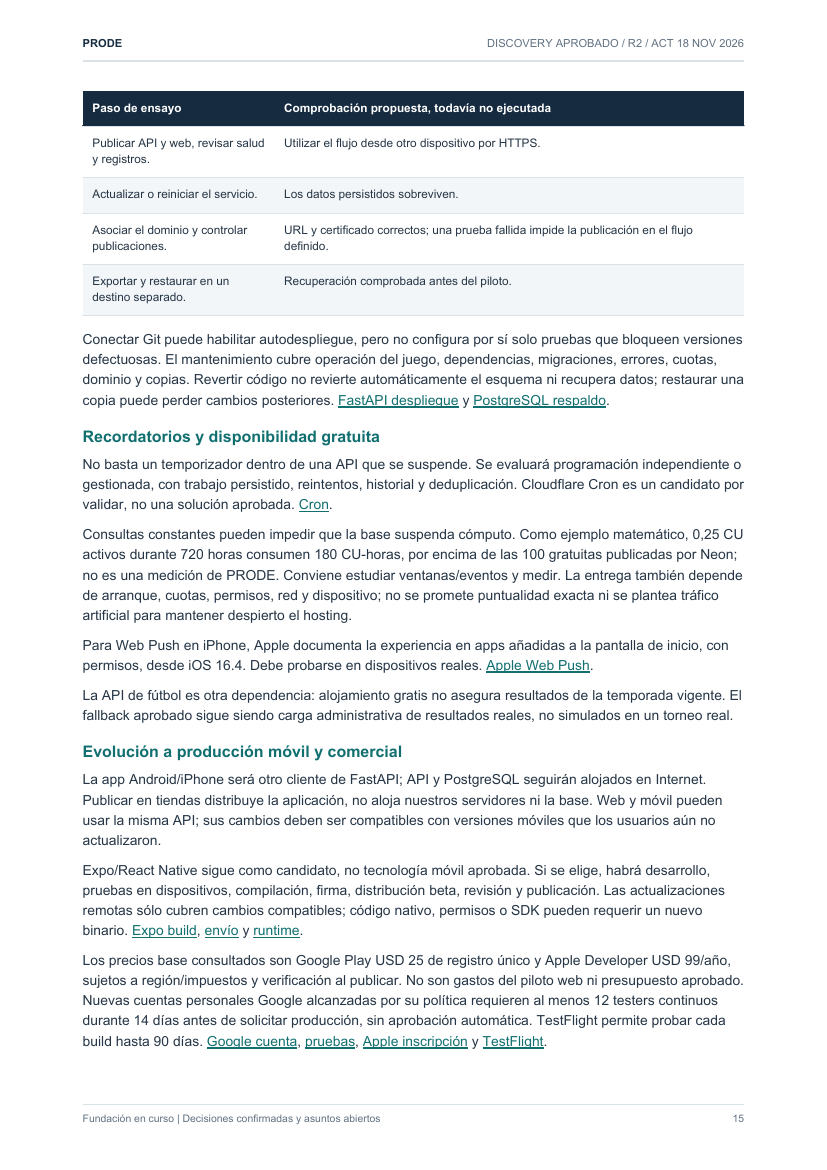 PRODE
DISCOVERY APROBADO / R2 / ACT 18 NOV 2026
Paso de ensayo
Comprobación propuesta, todavía no ejecutada
Publicar API y web, revisar salud
y registros.
Utilizar el flujo desde otro dispositivo por HTTPS.
Actualizar o reiniciar el servicio.
Los datos persistidos sobreviven.
Asociar el dominio y controlar
publicaciones.
URL y certificado correctos; una prueba fallida impide la publicación en el flujo
definido.
Exportar y restaurar en un
destino separado.
Recuperación comprobada antes del piloto.
Conectar Git puede habilitar autodespliegue, pero no configura por sí solo pruebas que bloqueen versiones
defectuosas. El mantenimiento cubre operación del juego, dependencias, migraciones, errores, cuotas,
dominio y copias. Revertir código no revierte automáticamente el esquema ni recupera datos; restaurar una
copia puede perder cambios posteriores. FastAPI despliegue y PostgreSQL respaldo.
Recordatorios y disponibilidad gratuita
No basta un temporizador dentro de una API que se suspende. Se evaluará programación independiente o
gestionada, con trabajo persistido, reintentos, historial y deduplicación. Cloudflare Cron es un candidato por
validar, no una solución aprobada. Cron.
Consultas constantes pueden impedir que la base suspenda cómputo. Como ejemplo matemático, 0,25 CU
activos durante 720 horas consumen 180 CU-horas, por encima de las 100 gratuitas publicadas por Neon;
no es una medición de PRODE. Conviene estudiar ventanas/eventos y medir. La entrega también depende
de arranque, cuotas, permisos, red y dispositivo; no se promete puntualidad exacta ni se plantea tráfico
artificial para mantener despierto el hosting.
Para Web Push en iPhone, Apple documenta la experiencia en apps añadidas a la pantalla de inicio, con
permisos, desde iOS 16.4. Debe probarse en dispositivos reales. Apple Web Push.
La API de fútbol es otra dependencia: alojamiento gratis no asegura resultados de la temporada vigente. El
fallback aprobado sigue siendo carga administrativa de resultados reales, no simulados en un torneo real.
Evolución a producción móvil y comercial
La app Android/iPhone será otro cliente de FastAPI; API y PostgreSQL seguirán alojados en Internet.
Publicar en tiendas distribuye la aplicación, no aloja nuestros servidores ni la base. Web y móvil pueden
usar la misma API; sus cambios deben ser compatibles con versiones móviles que los usuarios aún no
actualizaron.
Expo/React Native sigue como candidato, no tecnología móvil aprobada. Si se elige, habrá desarrollo,
pruebas en dispositivos, compilación, firma, distribución beta, revisión y publicación. Las actualizaciones
remotas sólo cubren cambios compatibles; código nativo, permisos o SDK pueden requerir un nuevo
binario. Expo build, envío y runtime.
Los precios base consultados son Google Play USD 25 de registro único y Apple Developer USD 99/año,
sujetos a región/impuestos y verificación al publicar. No son gastos del piloto web ni presupuesto aprobado.
Nuevas cuentas personales Google alcanzadas por su política requieren al menos 12 testers continuos
durante 14 días antes de solicitar producción, sin aprobación automática. TestFlight permite probar cada
build hasta 90 días. Google cuenta, pruebas, Apple inscripción y TestFlight.
Fundación en curso | Decisiones confirmadas y asuntos abiertos
15